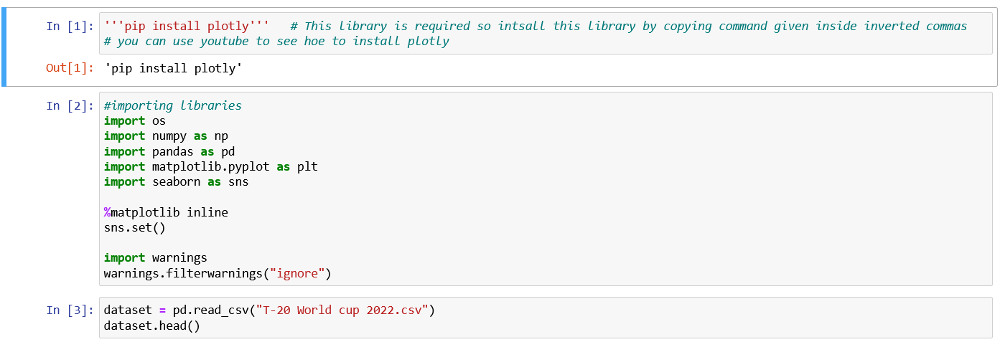 In [1]: '''pip install plotly''' # This library is required so intsall this library by copying command given inside inverted commas
# you can use youtube to see hoe to install plotly
Out[1]: 'pip install plotly'
In [2]: #importing libraries
import os
import numpy as np
import pandas as pd
import matplotlib.pyplot as plt
import seaborn as sns
%matplotlib inline
sns.set()
import warnings
warnings.filterwarnings("ignore")
In [3]: dataset = pd.read_csv("T-20 World cup 2022.csv")
dataset.head()